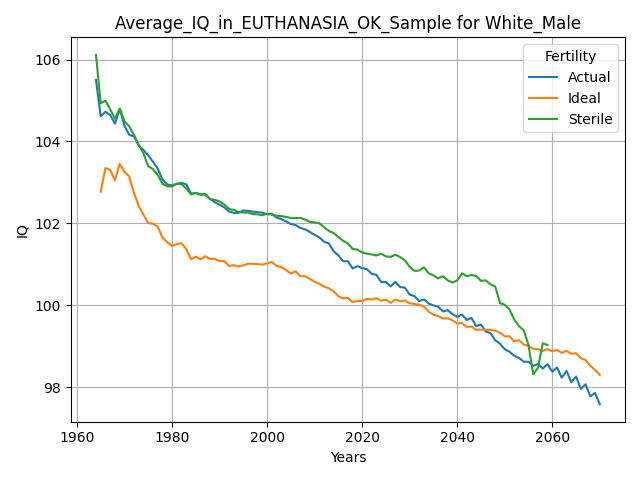 Average_IQ_in_EUTHANASIA_OK_Sample for White_Male
Fertility
Actual
Ideal
Sterile
106
104
102
100
98
IQ
1960
1980
2000
2020
2040
2060
Years